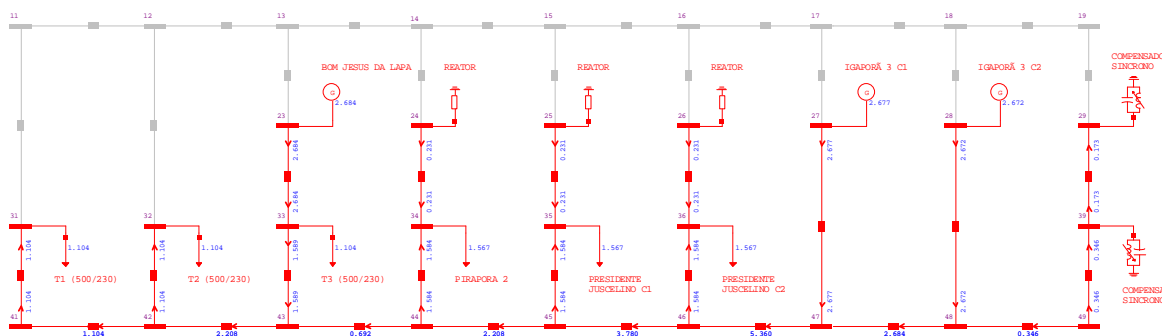 11 12 13 14 15 16 17 18 19
BOM JESUS DA LAPA REATOR REATOR REATOR IGAPORÃ 3 C1 IGAPORÃ 3 C2 COMPENSADO
SINCRONO
G G G
2.684 2.677 2.672
23 24 25 26 27 28 29
2.684 0.231 0.231 0.231 2.677 2.672 0.173
2.684 0.231 0.231 0.231 0.173
31 32 33 34 35 36 39
1.104 1.104 1.589 1.584 1.584 1.584 0.346
1.104 1.104 1.104 1.567 1.567 1.567
T1 (500/230) T2 (500/230) T3 (500/230) PIRAPORA 2 PRESIDENTE
JUSCELINO C1
PRESIDENTE
JUSCELINO C2
COMPENSA
SINCRONO
1.104 1.104 1.589 1.584 1.584 1.584 2.677 2.672 0.346
41 42 43 44 45 46 47 48 49
1.104 2.208 0.692 2.208 3.780 5.360 2.684 0.346